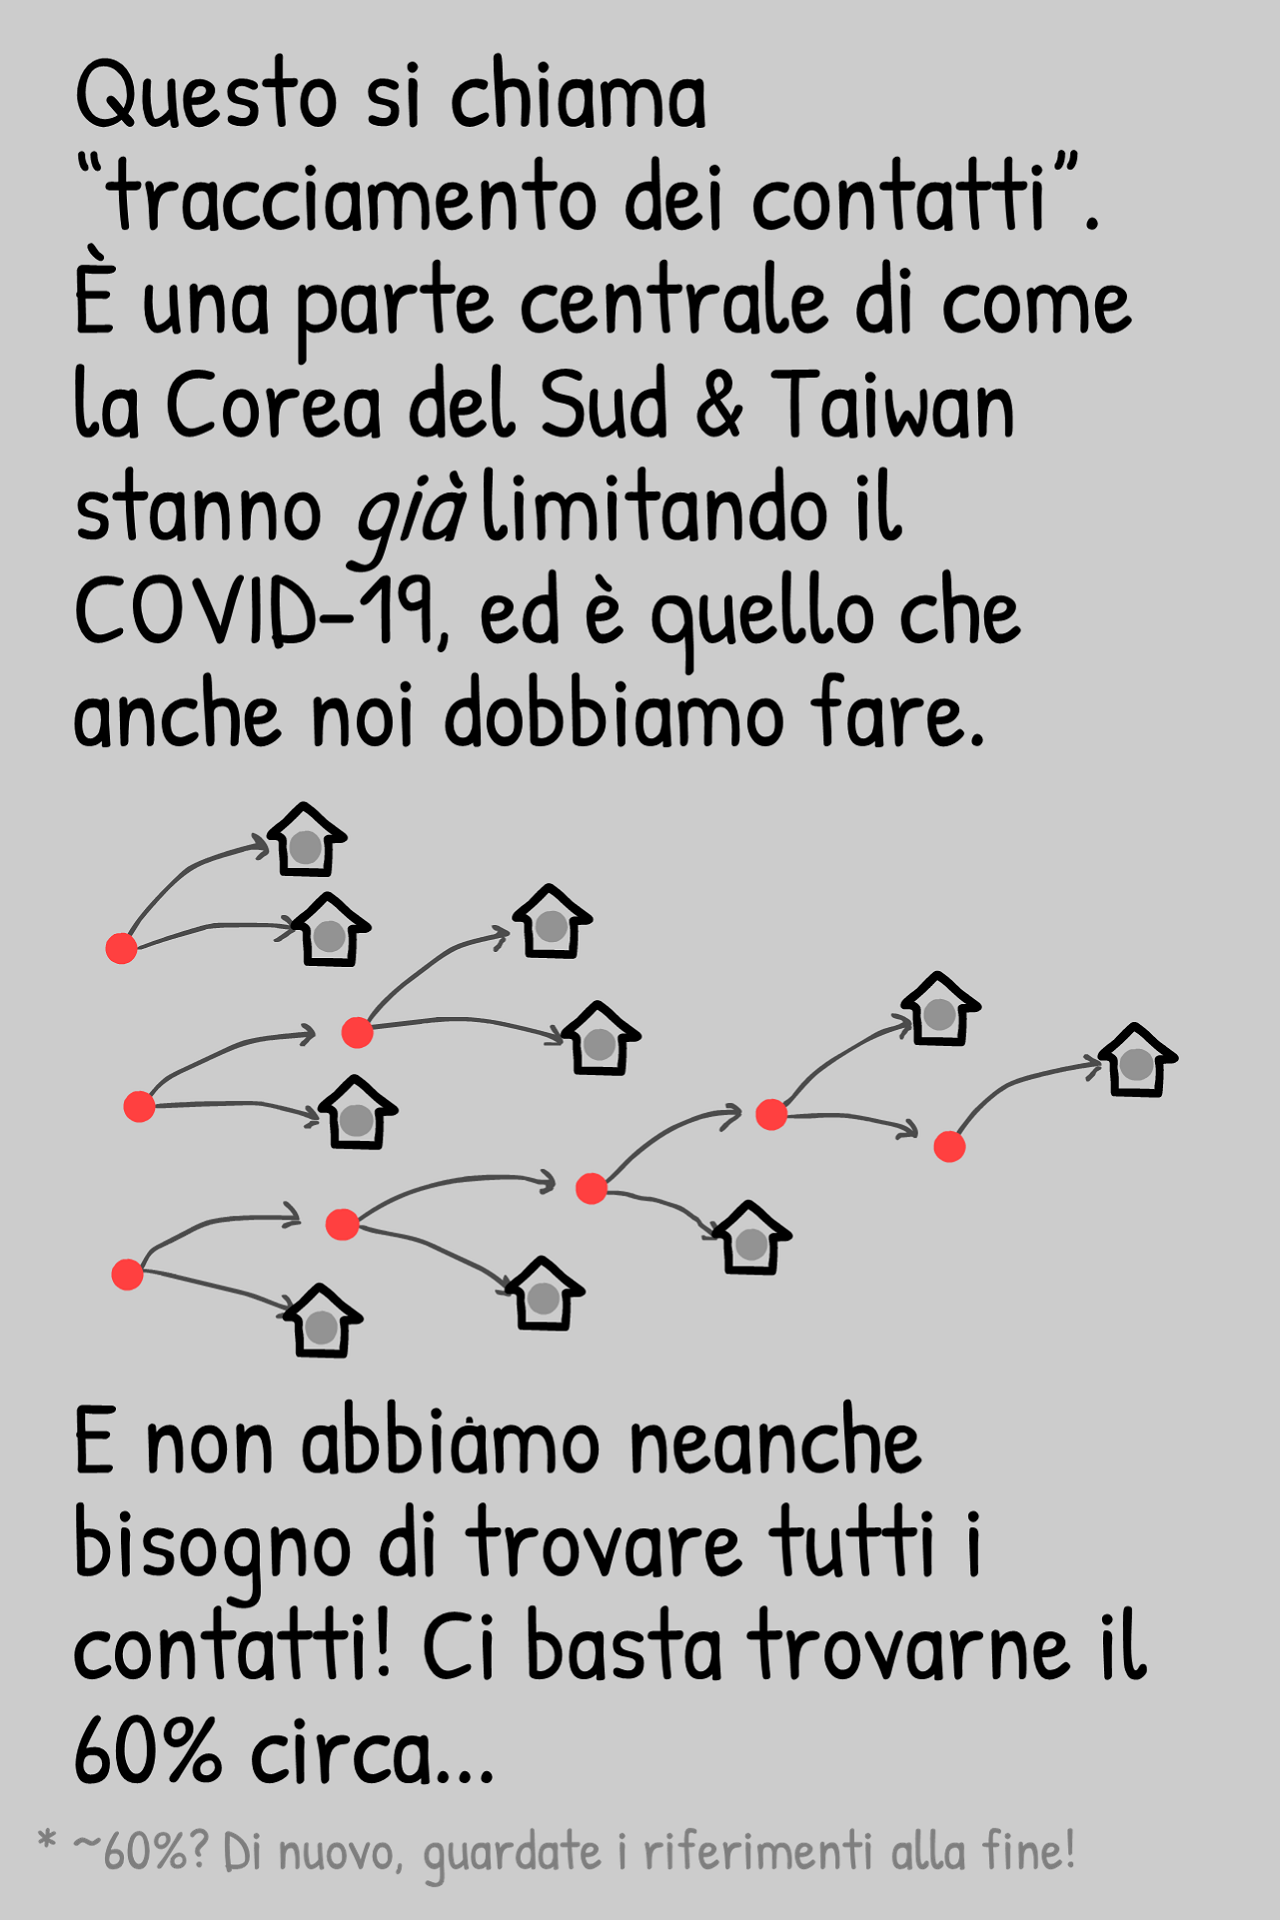 Questo si chiama
“tracciamento dei contatti”.
È una parte centrale di come
la Corea del Sud & Taiwan
stanno già limitando il
COVID-19, ed è quello che
anche noi dobbiamo fare.
E non abbiamo neanche
bisogno di trovare tutti i
contatti! Ci basta trovarne il
60% circa...
* ~60%? Di nuovo, guardate i riferimenti alla fine!